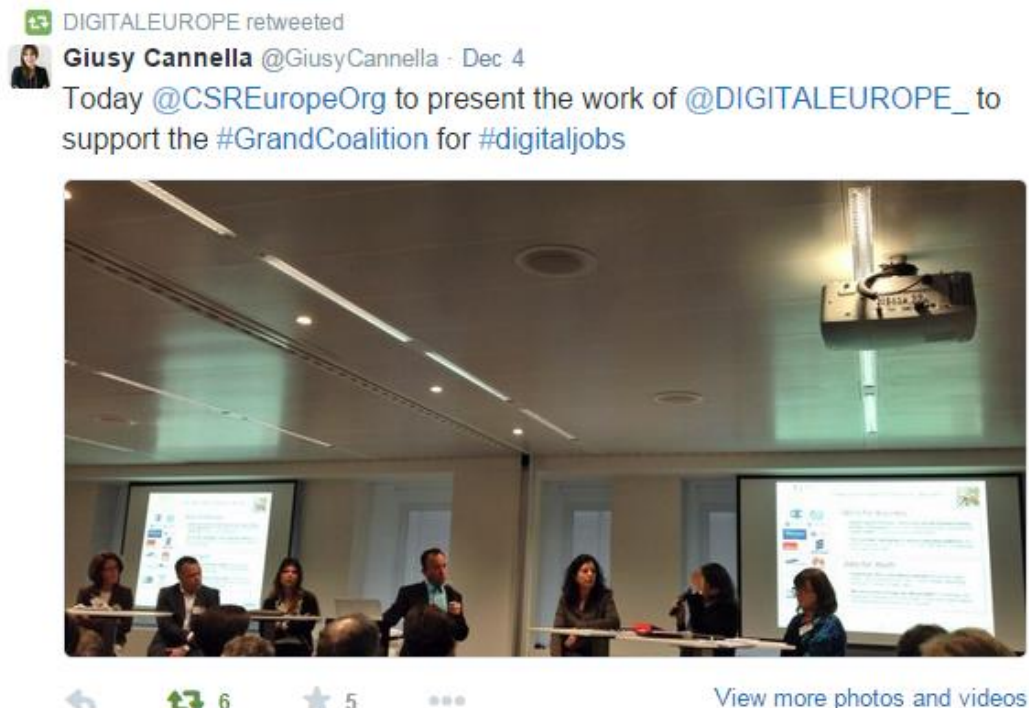 DIGITALEUROPE retweeted
Giusy Cannella @GiusyCannella · Dec 4
Today @CSREuropeOrg to present the work of @DIGITALEUROPE_ to
support the #GrandCoalition for #digitaljobs
6 5 View more photos and videos